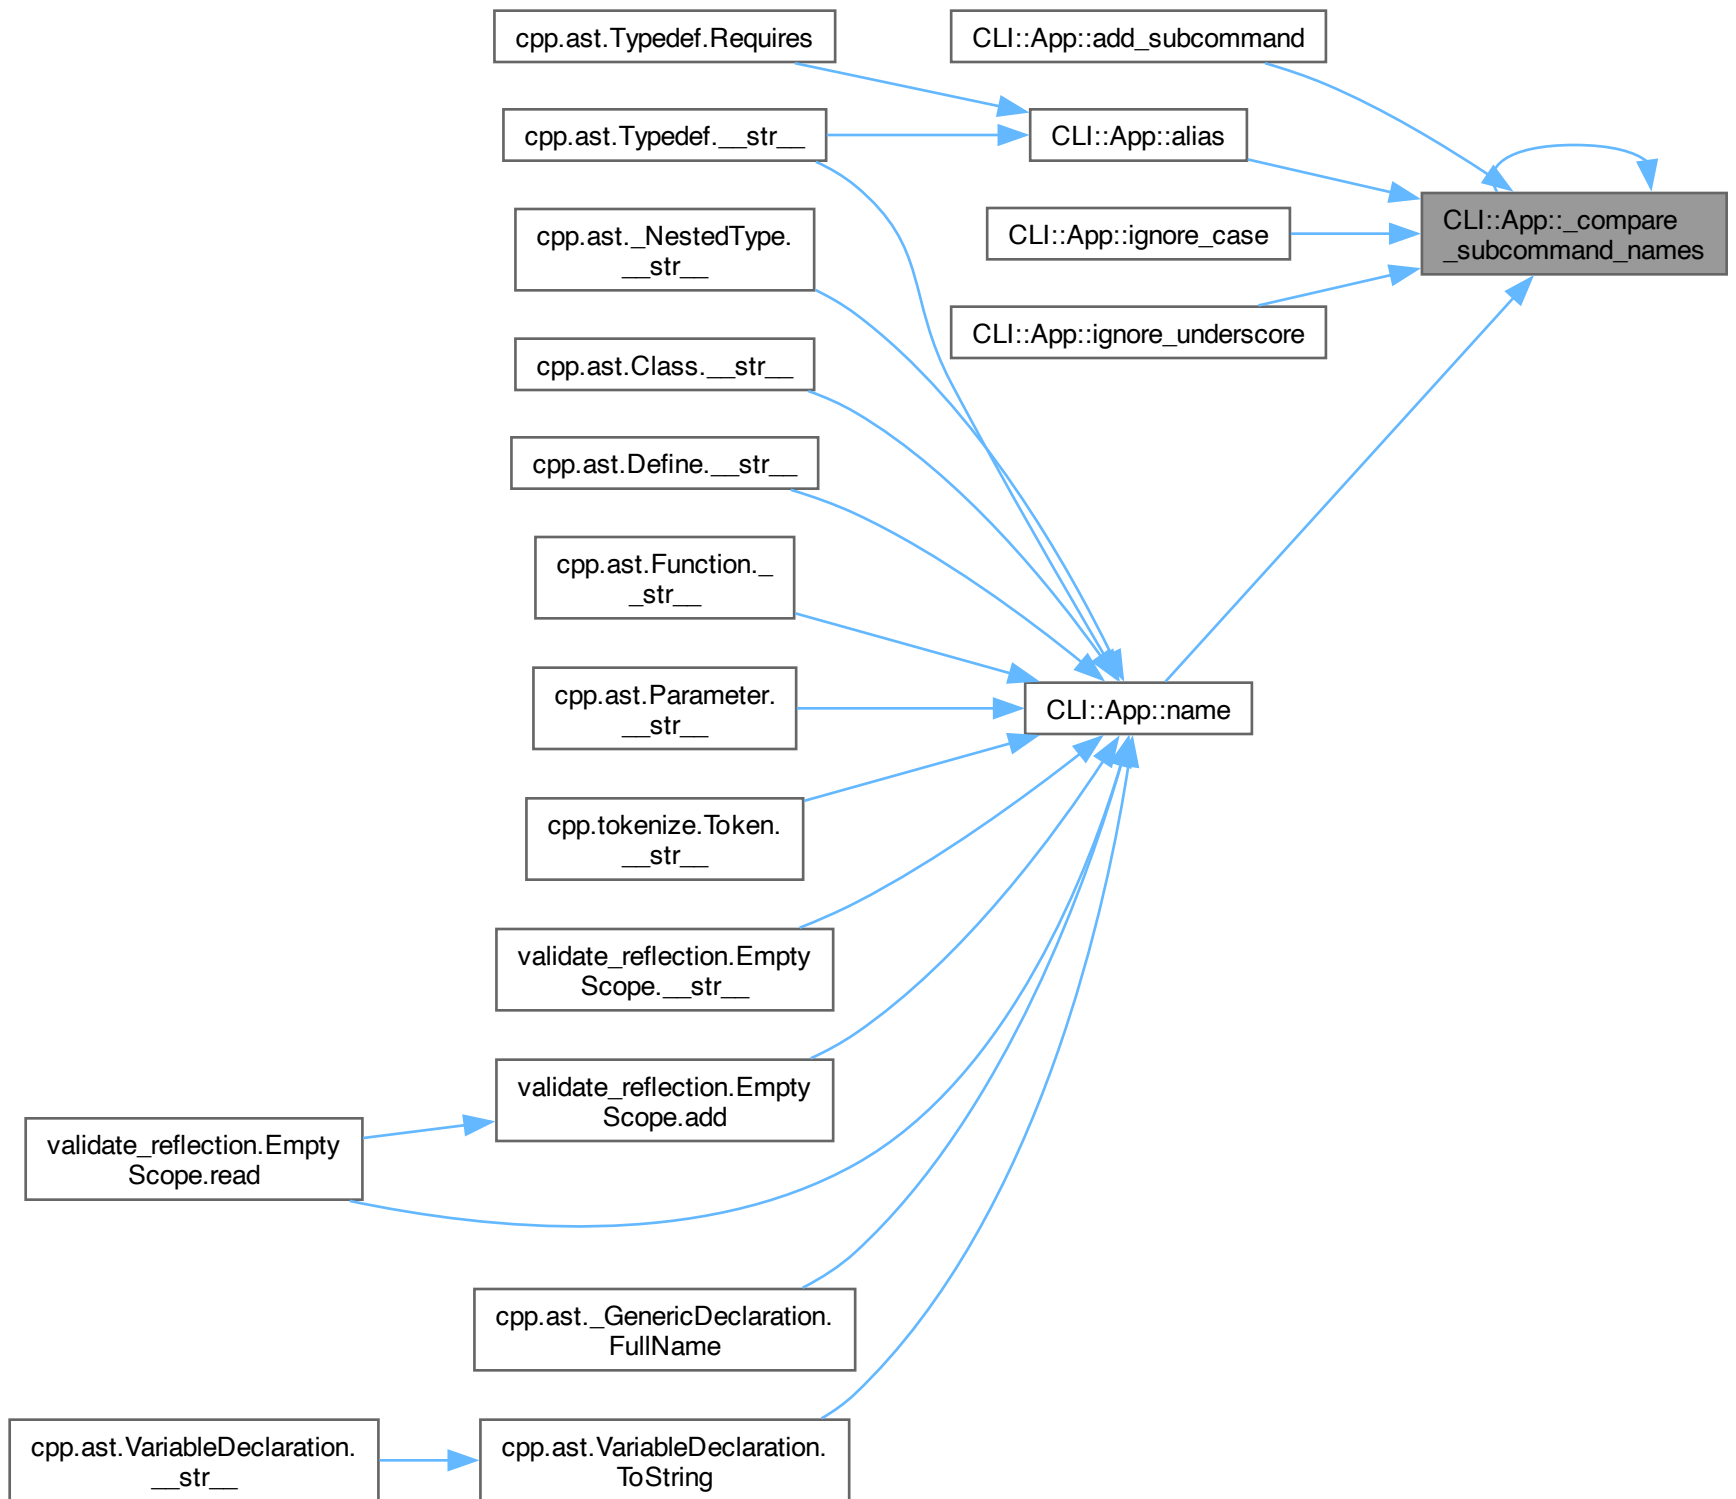 cpp.ast.Typedef.Requires
CLI::App::add_subcommand
cpp.ast.Typedef.__str__
CLI::App::alias
CLI::App::_compare
_subcommand_names
cpp.ast._NestedType.
__str__
CLI::App::ignore_case
CLI::App::ignore_underscore
cpp.ast.Class.__str__
cpp.ast.Define.__str__
cpp.ast.Function._
_str__
cpp.ast.Parameter.
__str__
CLI::App::name
cpp.tokenize.Token.
__str__
validate_reflection.Empty
Scope.__str__
validate_reflection.Empty
Scope.add
validate_reflection.Empty
Scope.read
cpp.ast._GenericDeclaration.
FullName
cpp.ast.VariableDeclaration.
__str__
cpp.ast.VariableDeclaration.
ToString